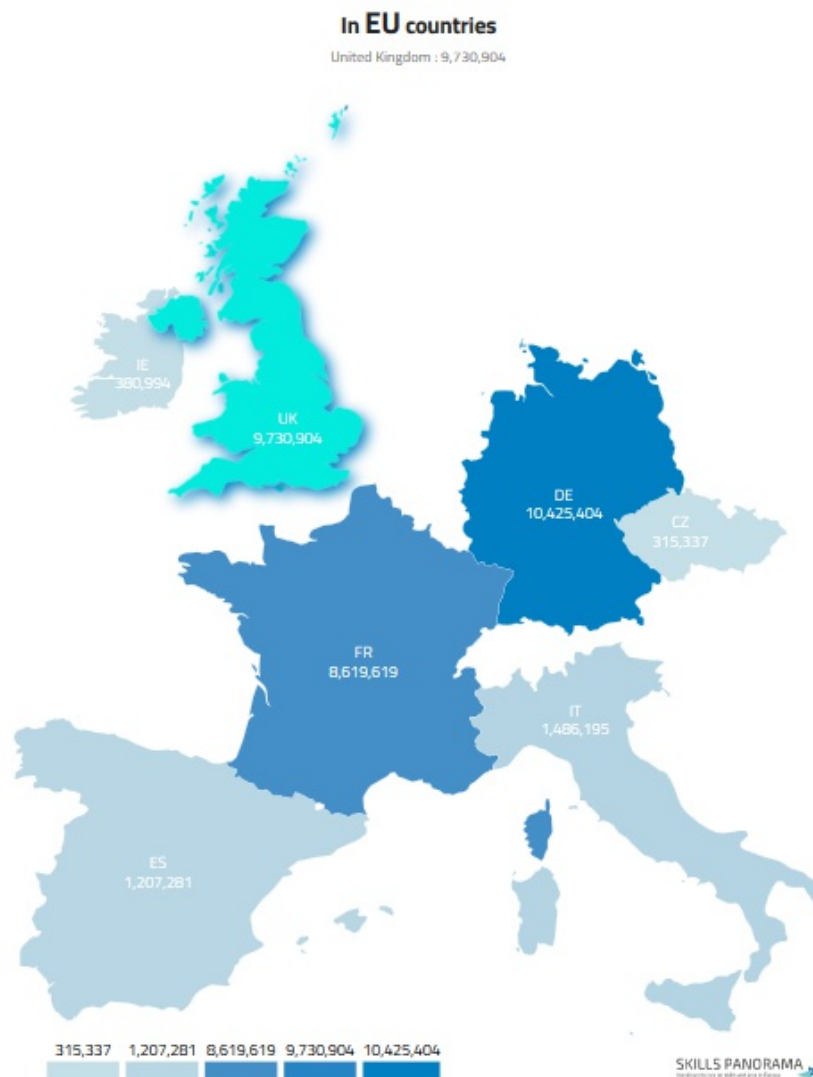 In EU countries
United Kingdom : 9,730,904
IE
380,994
UK
9,730,904
DE
10,425,404
CZ
315,337
FR
8,619,619
IT
1,486,195
ES
1,207,281
315,337 1,207,281 8,619,619 9,730,904 10,425,404
SKILLS PANORAMA